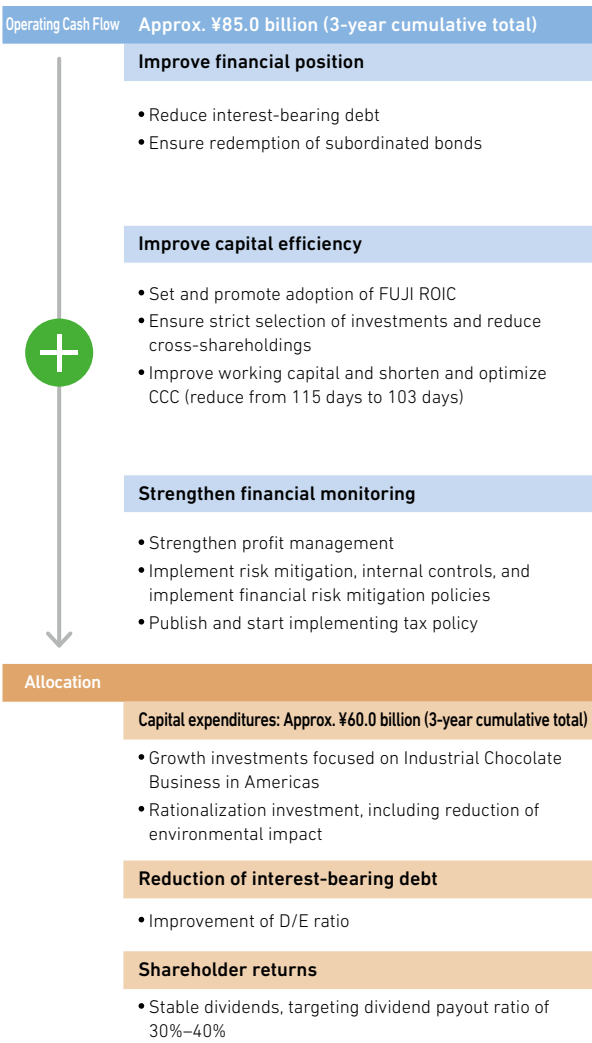 Operating Cash Flow Approx. ¥85.0 billion (3-year cumulative total)
Improve financial position
• Reduce interest-bearing debt
• Ensure redemption of subordinated bonds
Improve capital efficiency
• Set and promote adoption of FUJI ROIC
• Ensure strict selection of investments and reduce
cross-shareholdings
• Improve working capital and shorten and optimize
CCC (reduce from 115 days to 103 days)
Strengthen financial monitoring
• Strengthen profit management
• Implement risk mitigation, internal controls, and
implement financial risk mitigation policies
• Publish and start implementing tax policy
Allocation
Capital expenditures: Approx. ¥60.0 billion (3-year cumulative total)
• Growth investments focused on Industrial Chocolate
Business in Americas
• Rationalization investment, including reduction of
environmental impact
Reduction of interest-bearing debt
• Improvement of D/E ratio
Shareholder returns
• Stable dividends, targeting dividend payout ratio of
30%–40%